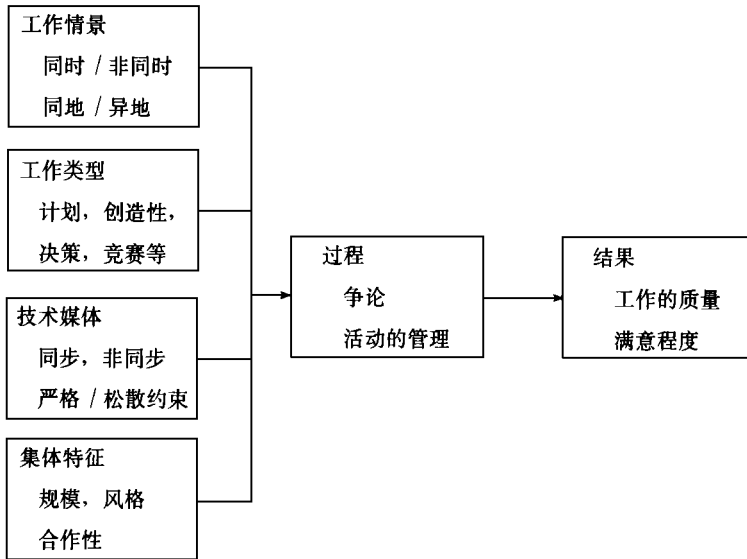 工作情景
同时 / 非同时
同地 / 异地
工作类型
计划，创造性，
决策，竞赛等
技术媒体
同步，非同步
严格 / 松散约束
集体特征
规模，风格
合作性
过程
争论
活动的管理
结果
工作的质量
满意程度